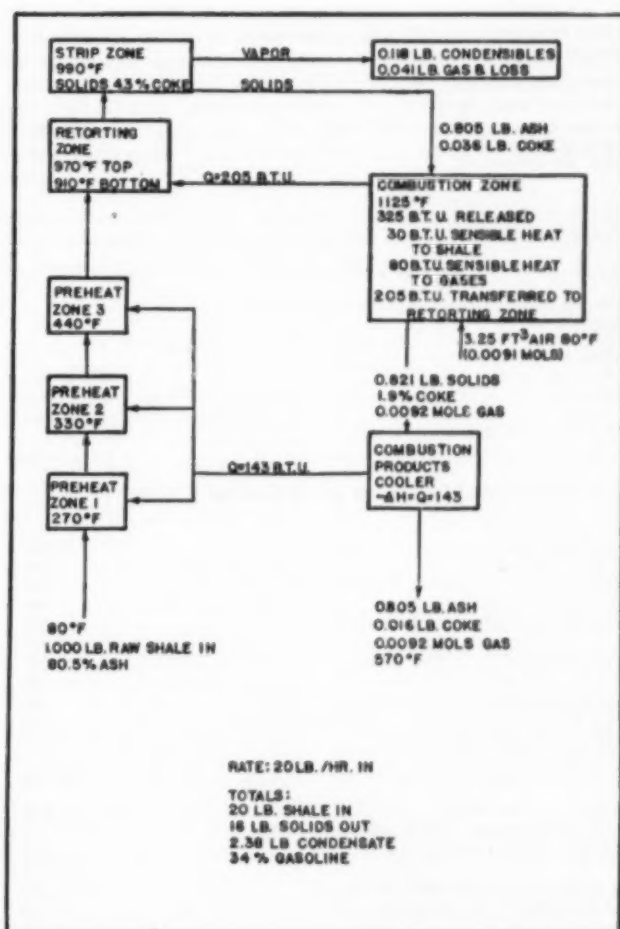 STRIP ZONE
990°F
SOLIDS 4.3% COKE
VAPOR
SOLIDS
0.118 LB. CONDENSIBLES
0.041 LB. GAS & LOSS
0.805 LB. ASH
0.036 LB. COKE
RETORTING
ZONE
970°F TOP
910°F BOTTOM
Q=205 B.T.U.
COMBUSTION ZONE
1125°F
325 B.T.U. RELEASED
30 B.T.U. SENSIBLE HEAT
TO SHALE
80 B.T.U. SENSIBLE HEAT
TO GASES
205 B.T.U. TRANSFERRED TO
RETORTING ZONE
3.25 FT³ AIR 80°F
(0.0091 MOLS)
PREHEAT
ZONE 3
440°F
PREHEAT
ZONE 2
330°F
PREHEAT
ZONE 1
270°F
0.821 LB. SOLIDS
1.9% COKE
0.0092 MOLE GAS
Q=143 B.T.U.
COMBUSTION
PRODUCTS
COOLER
-ΔH=Q=143
80°F
1.000 LB. RAW SHALE IN
80.5% ASH
0.805 LB. ASH
0.016 LB. COKE
0.0092 MOLS GAS
570°F
RATE: 20 LB./HR. IN
TOTALS:
20 LB. SHALE IN
16 LB. SOLIDS OUT
2.38 LB CONDENSATE
34 % GASOLINE